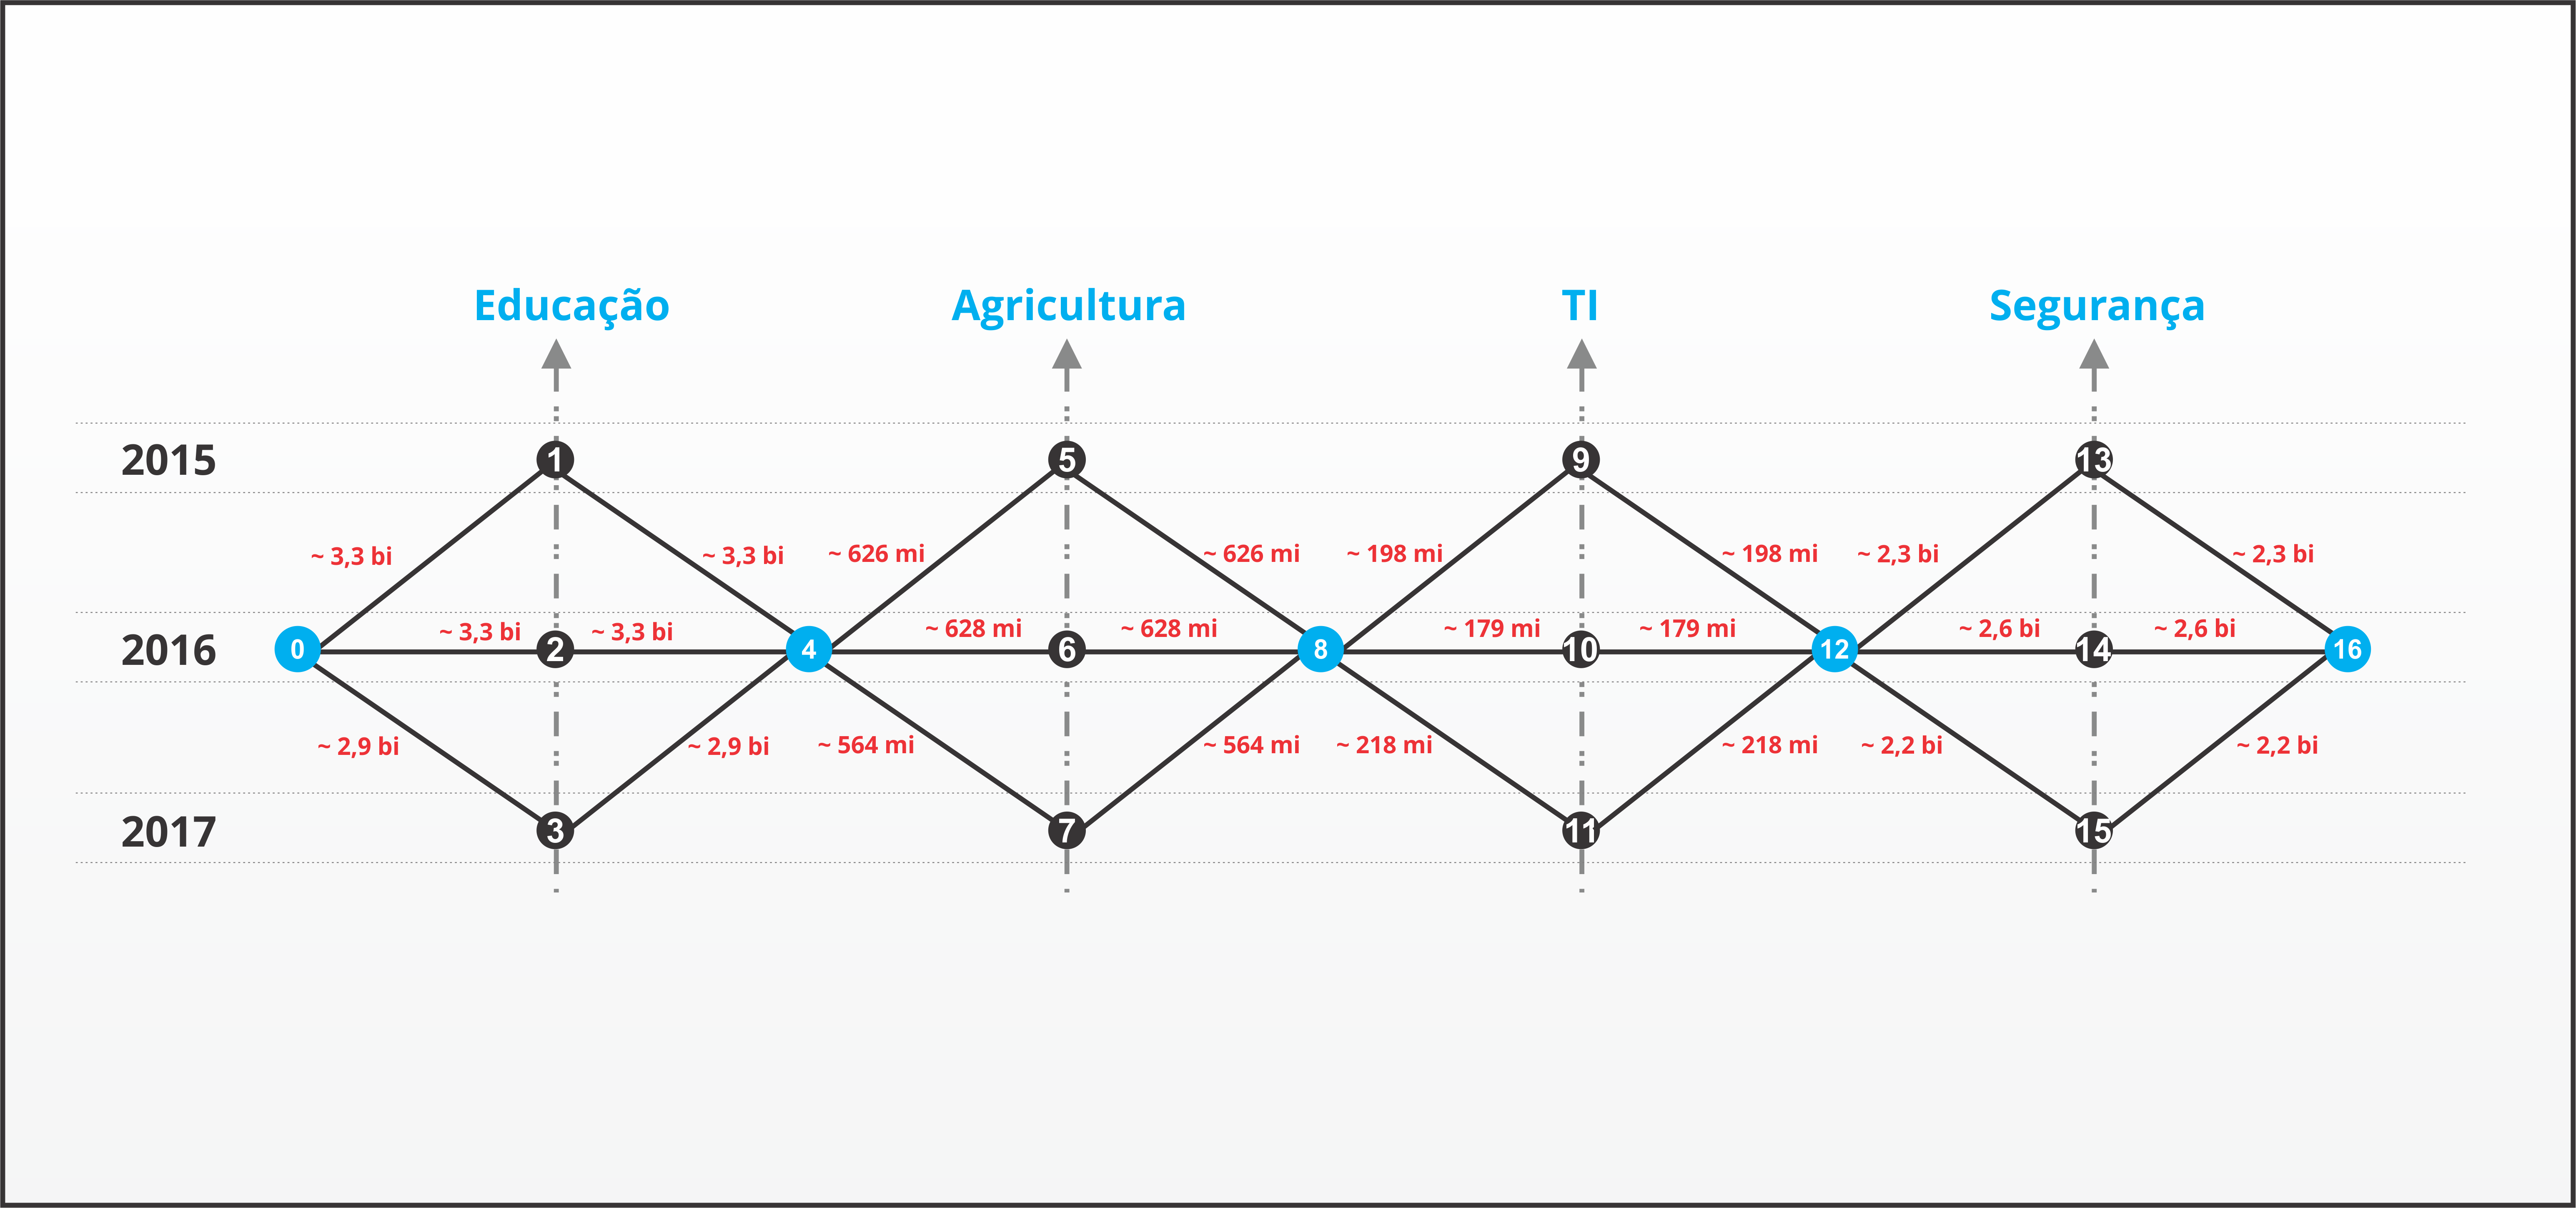 Educação Agricultura TI Segurança
2015 1 5 9 13
~ 3,3 bi ~ 3,3 bi ~ 626 mi ~ 626 mi ~ 198 mi ~ 198 mi ~ 2,3 bi ~ 2,3 bi
~ 3,3 bi ~ 3,3 bi ~ 628 mi ~ 628 mi ~ 179 mi ~ 179 mi ~ 2,6 bi ~ 2,6 bi
2016 0 2 4 6 8 10 12 14 16
~ 2,9 bi ~ 2,9 bi ~ 564 mi ~ 564 mi ~ 218 mi ~ 218 mi ~ 2,2 bi ~ 2,2 bi
2017 3 7 11 15